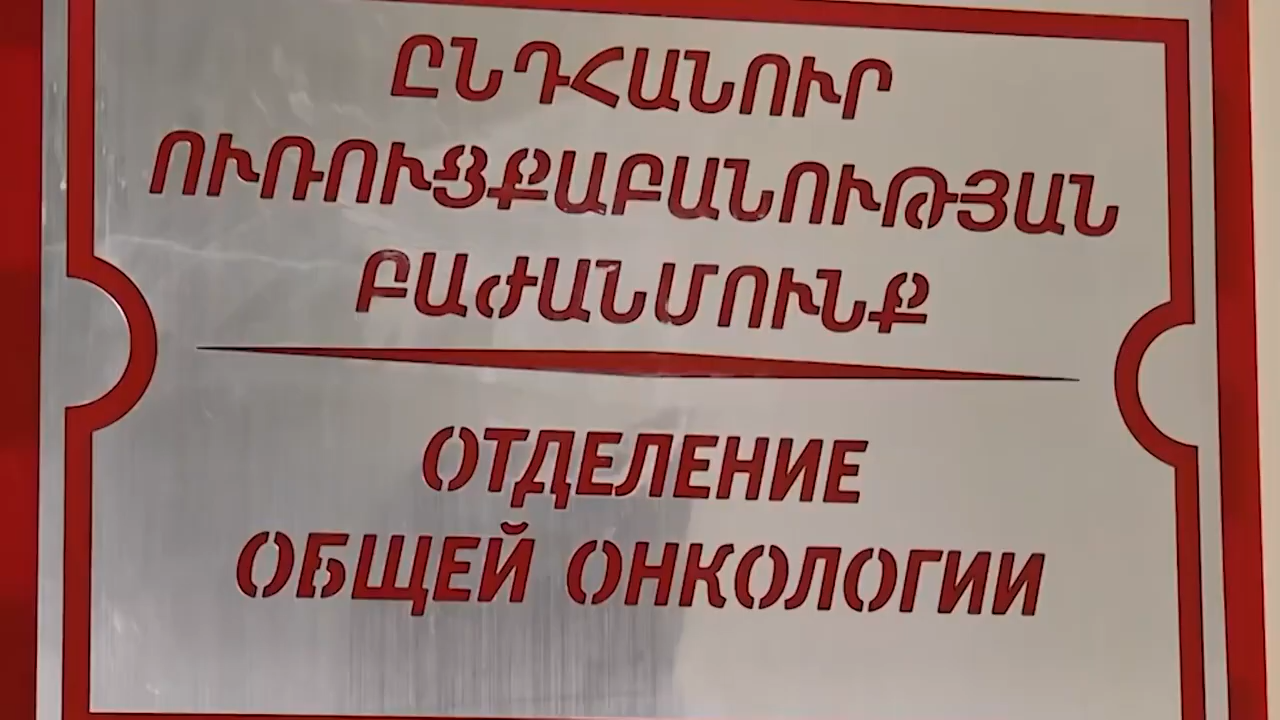 ԸՆԴՀԱՆՈՒՐ
ՈՒՌՈՒՑՔԱԲԱՆՈՒԹՅԱՆ
ԲԱԺԱՆՄՈՒՆՔ
ОТДЕЛЕНИЕ
ОБЩЕЙ ОНКОЛОГИИ